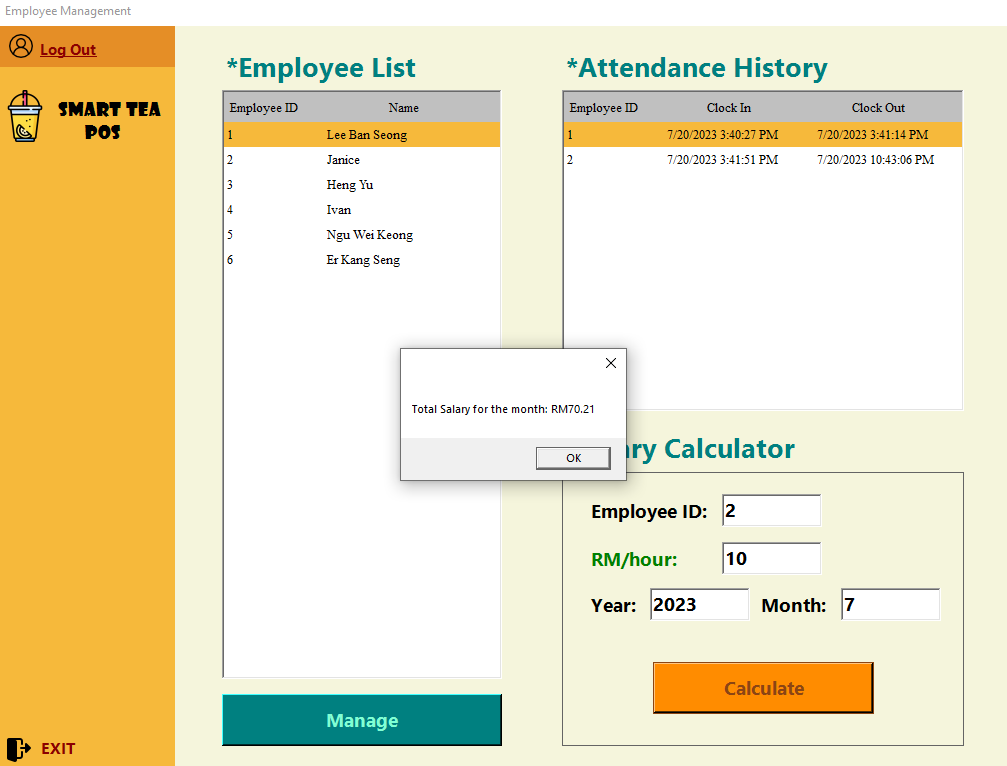 Employee Management
Log Out
SMART TEA
POS
*Employee List
Employee ID Name
1 Lee Ban Seong
2 Janice
3 Heng Yu
4 Ivan
5 Ngu Wei Keong
6 Er Kang Seng
Manage
*Attendance History
Employee ID Clock In Clock Out
1 7/20/2023 3:40:27 PM 7/20/2023 3:41:14 PM
2 7/20/2023 3:41:51 PM 7/20/2023 10:43:06 PM
Total Salary for the month: RM70.21
OK
Calculator
Employee ID: 2
RM/hour: 10
Year: 2023 Month: 7
Calculate
EXIT